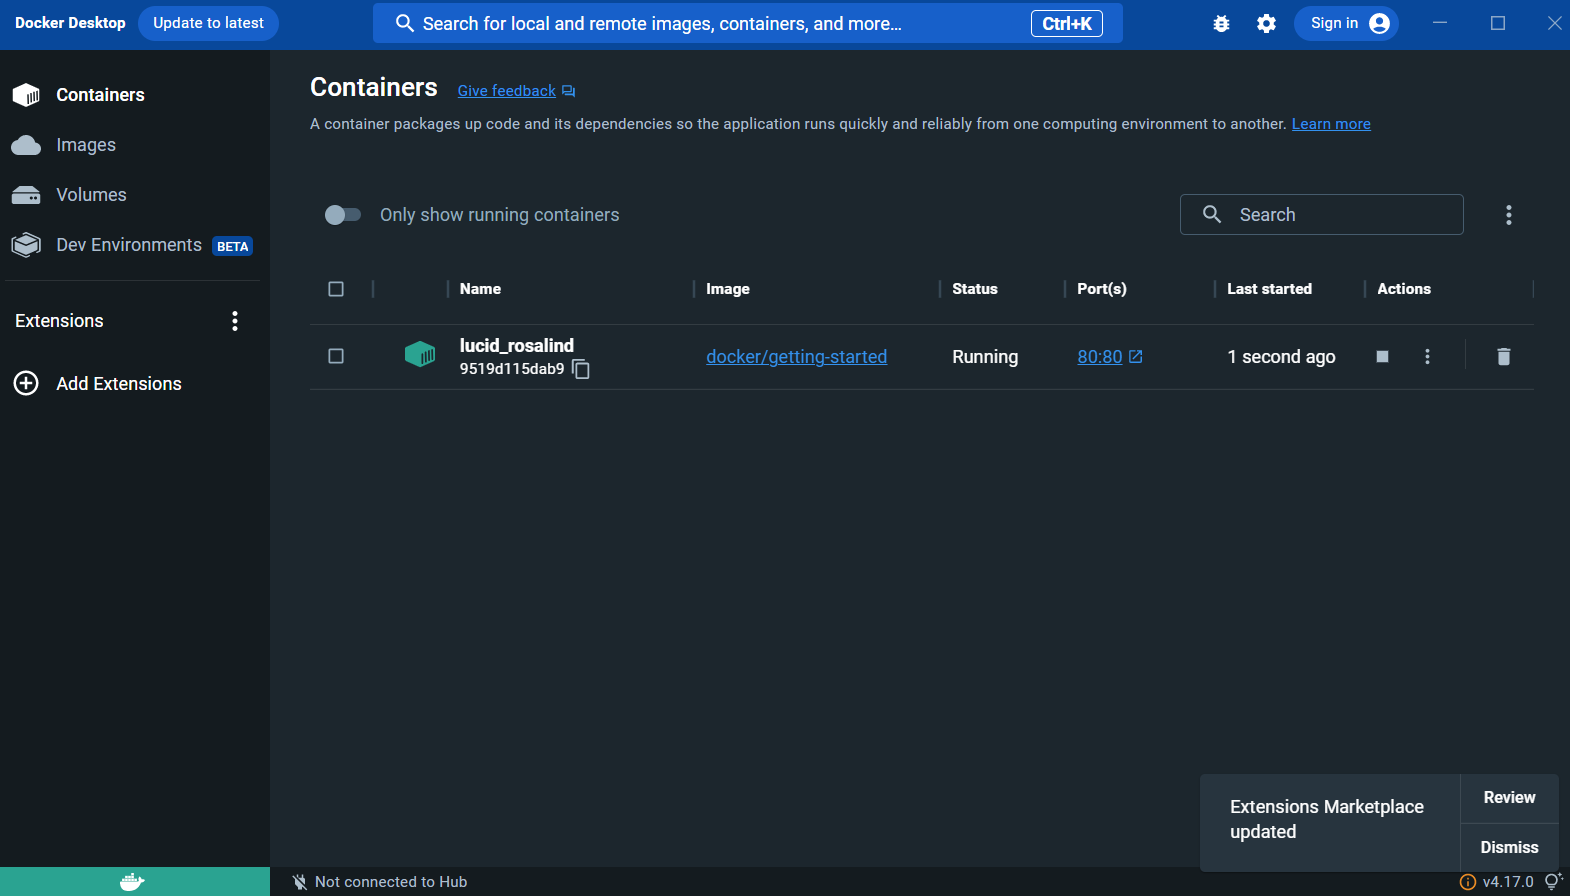 Docker Desktop
Update to latest
Search for local and remote images, containers, and more...
Ctrl+K
Sign in
Containers
Images
Volumes
Dev Environments BETA
Extensions
Add Extensions
Containers
Give feedback
A container packages up code and its dependencies so the application runs quickly and reliably from one computing environment to another. Learn more
Only show running containers
Search
Name
Image
Status
Port(s)
Last started
Actions
lucid_rosalind
9519d115dab9
docker/getting-started
Running
80:80
1 second ago
Extensions Marketplace
updated
Review
Dismiss
Not connected to Hub
v4.17.0